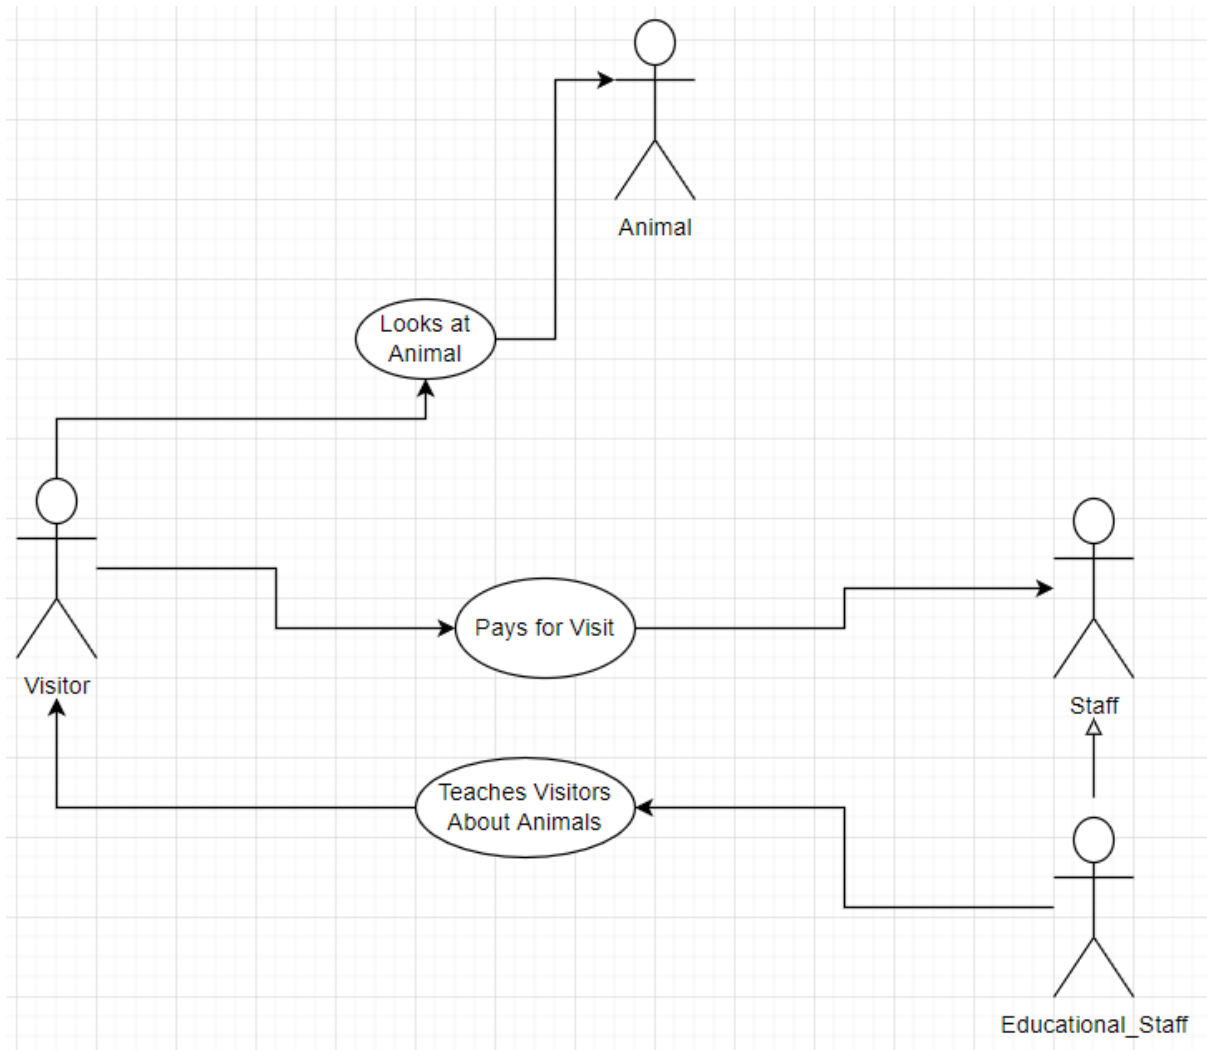 Animal
Looks at
Animal
Pays for Visit
Visitor
Staff
Teaches Visitors
About Animals
Educational_Staff